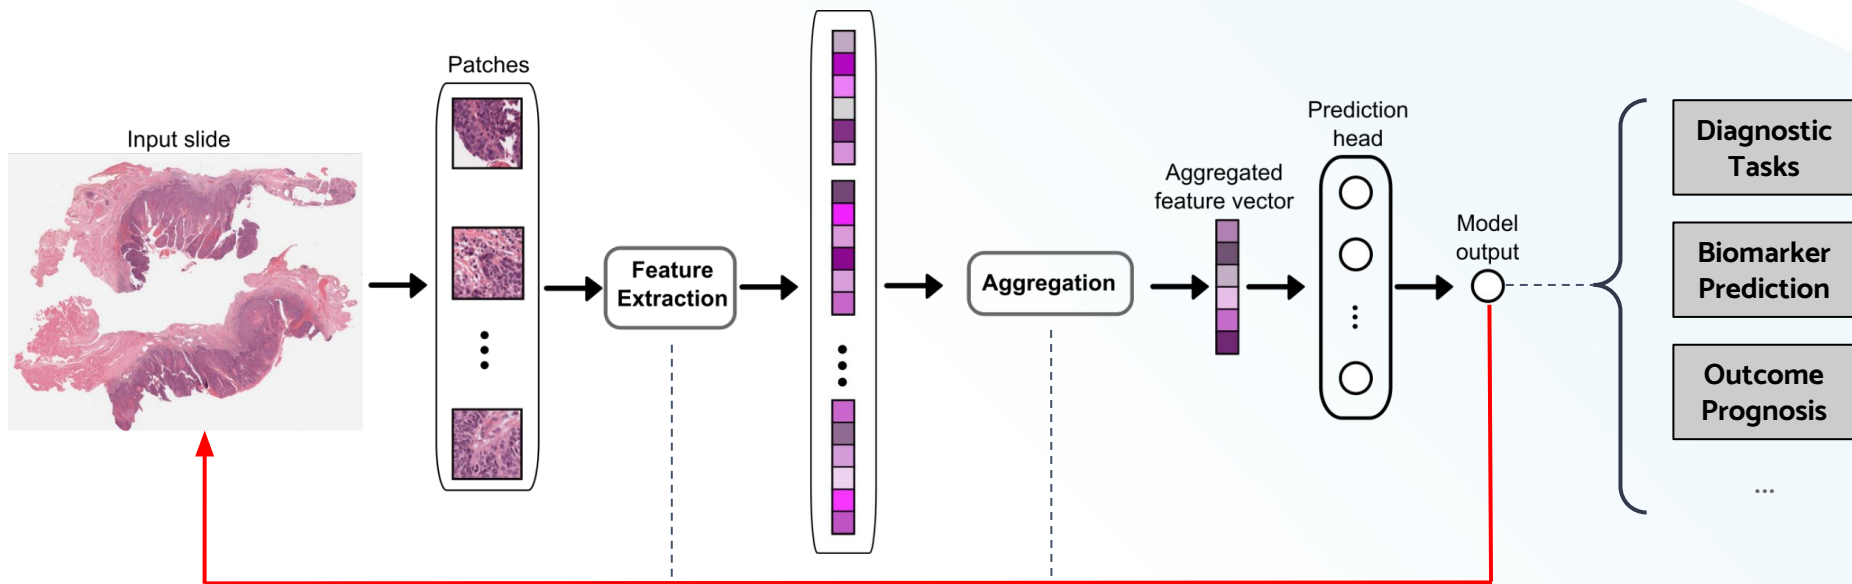 Input slide
Patches
Feature
Extraction
Aggregation
Aggregated
feature vector
Prediction
head
Model
output
Diagnostic
Tasks
Biomarker
Prediction
Outcome
Prognosis
...